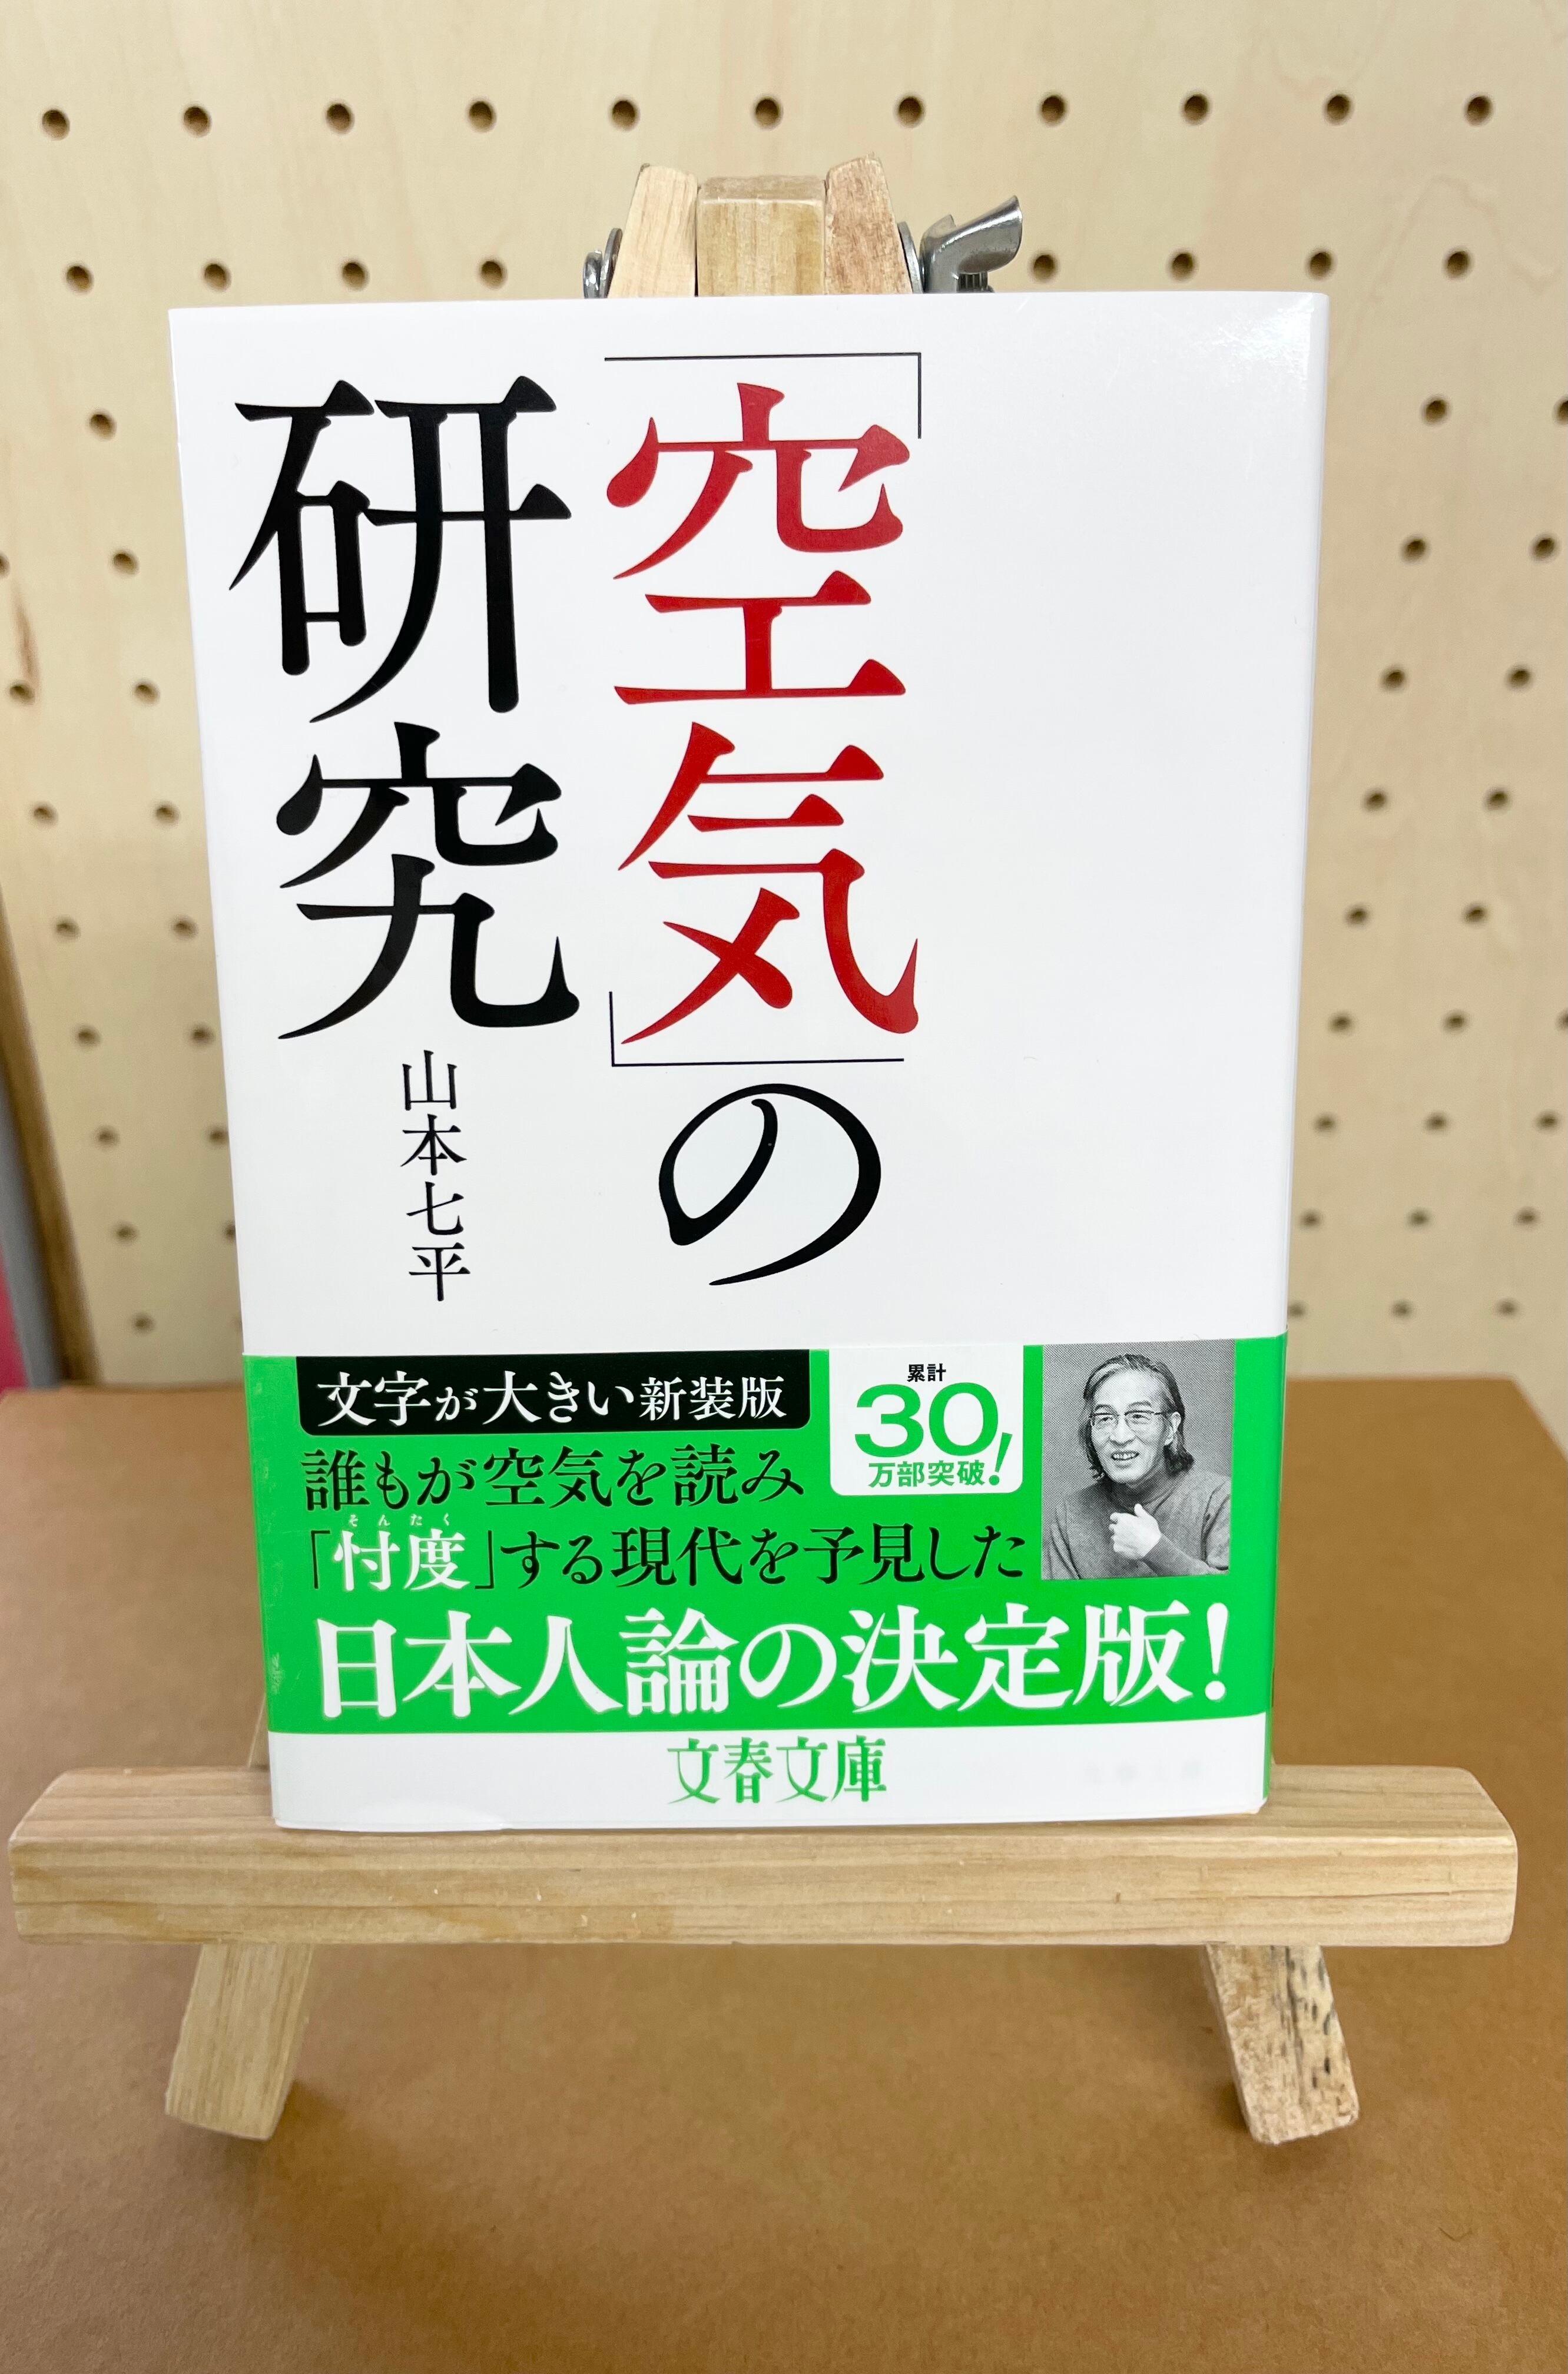 「空気」の
研究
山本七平
文字が大きい新装版
累計
30
万部突破!
誰もが空気を読み
そんたく
「忖度」する現代を予見した
日本人論の決定版!
文春文庫